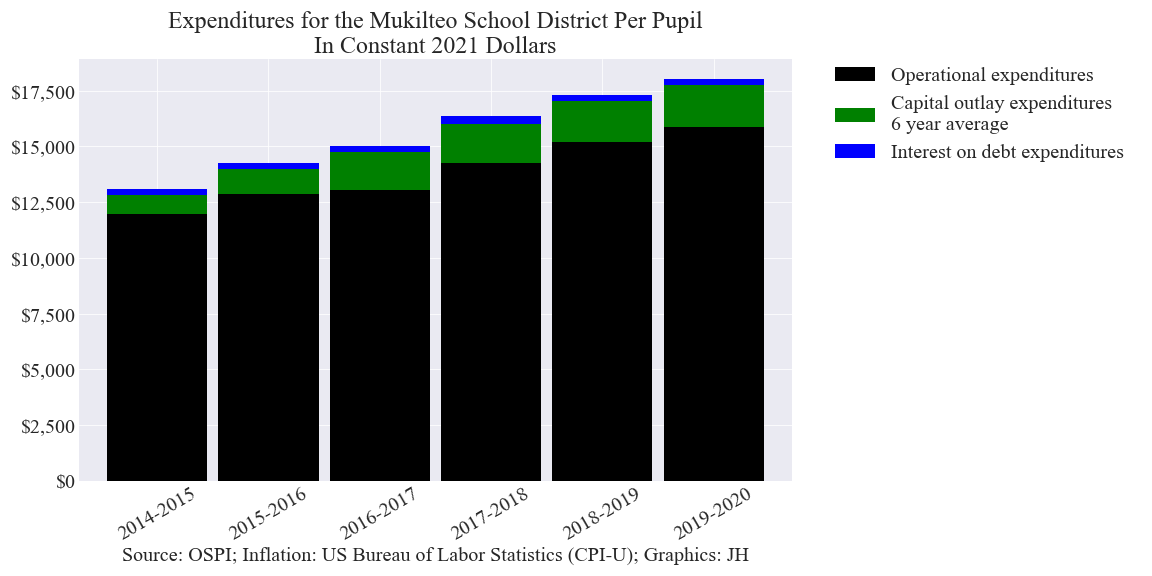 Expenditures for the Mukilteo School District Per Pupil
In Constant 2021 Dollars
$17,500
$15,000
$12,500
$10,000
$7,500
$5,000
$2,500
$0
2014-2015
2015-2016
2016-2017
2017-2018
2018-2019
2019-2020
Source: OSPI; Inflation: US Bureau of Labor Statistics (CPI-U); Graphics: JH
Operational expenditures
Capital outlay expenditures
6 year average
Interest on debt expenditures